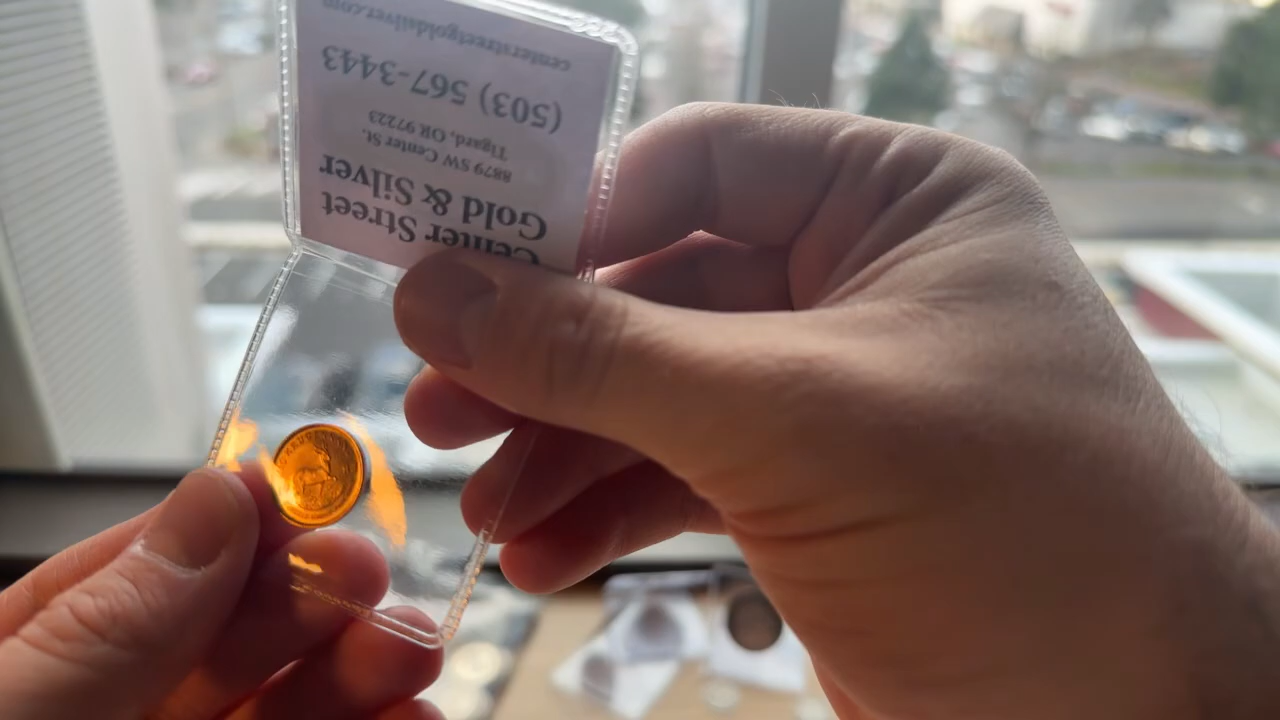 Center Street
Gold & Silver
8879 SW Center St.
Tigard, OR 97223
(503) 567-3443
centerstreetgoldsilver.com